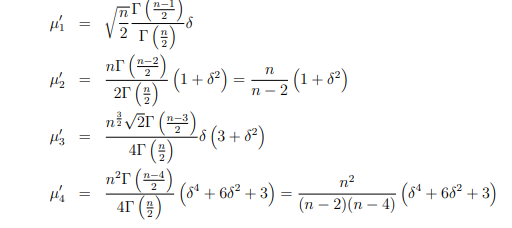 μ′₁ = √(n/2) Γ((n−1)/2)/Γ(n/2) δ
μ′₂ = nΓ((n−2)/2)/2Γ(n/2) (1 + δ²) = n/(n − 2) (1 + δ²)
μ′₃ = n^(3/2)√2Γ((n−3)/2)/4Γ(n/2) δ (3 + δ²)
μ′₄ = n²Γ((n−4)/2)/4Γ(n/2) (δ⁴ + 6δ² + 3) = n²/(n − 2)(n − 4) (δ⁴ + 6δ² + 3)